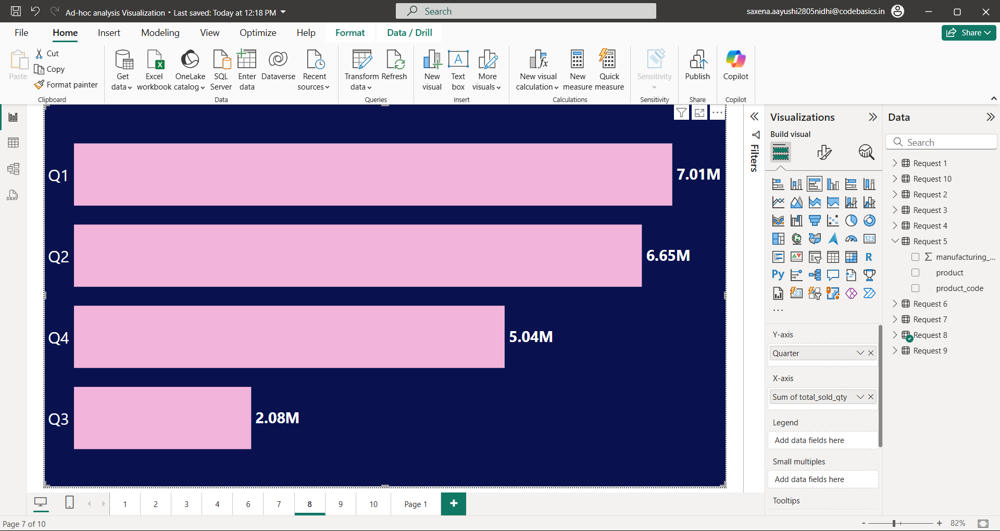 Ad-hoc analysis Visualization • Last saved: Today at 12:18 PM
Search
saxena.aayushi2805nidhi@codebasics.in
File Home Insert Modeling View Optimize Help Format Data / Drill
Share
Paste
Cut
Copy
Format painter
Clipboard
Get data
Excel workbook
OneLake catalog
SQL Server
Enter data
Dataverse
Recent sources
Data
Transform data
Refresh
Queries
New visual
Text box
More visuals
Insert
New visual calculation
New measure
Quick measure
Calculations
Sensitivity
Sensitivity
Publish
Share
Copilot
Copilot
Q1 7.01M
Q2 6.65M
Q4 5.04M
Q3 2.08M
Filters
Visualizations
Build visual
123
R
Py
123
Y-axis
Quarter
X-axis
Sum of total_sold_qty
Legend
Add data fields here
Small multiples
Add data fields here
Tooltips
Data
Search
Request 1
Request 10
Request 2
Request 3
Request 4
Request 5
manufacturing_...
product
product_code
Request 6
Request 7
Request 8
Request 9
DAX
1 2 3 4 6 7 8 9 10 Page 1 +
Page 7 of 10
- + 82%